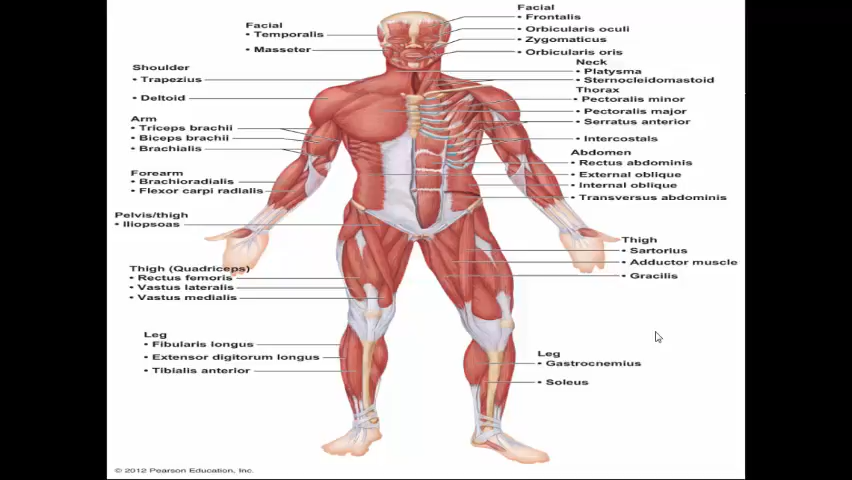 Facial
• Temporalis
• Masseter
Shoulder
• Trapezius
• Deltoid
Arm
• Triceps brachii
• Biceps brachii
• Brachialis
Forearm
• Brachioradialis
• Flexor carpi radialis
Pelvis/thigh
• Iliopsoas
Thigh (Quadriceps)
• Rectus femoris
• Vastus lateralis
• Vastus medialis
Leg
• Fibularis longus
• Extensor digitorum longus
• Tibialis anterior
Facial
• Frontalis
• Orbicularis oculi
• Zygomaticus
• Orbicularis oris
Neck
• Platysma
• Sternocleidomastoid
Thorax
• Pectoralis minor
• Pectoralis major
• Serratus anterior
• Intercostals
Abdomen
• Rectus abdominis
• External oblique
• Internal oblique
• Transversus abdominis
Thigh
• Sartorius
• Adductor muscle
• Gracilis
Leg
• Gastrocnemius
• Soleus
© 2012 Pearson Education, Inc.